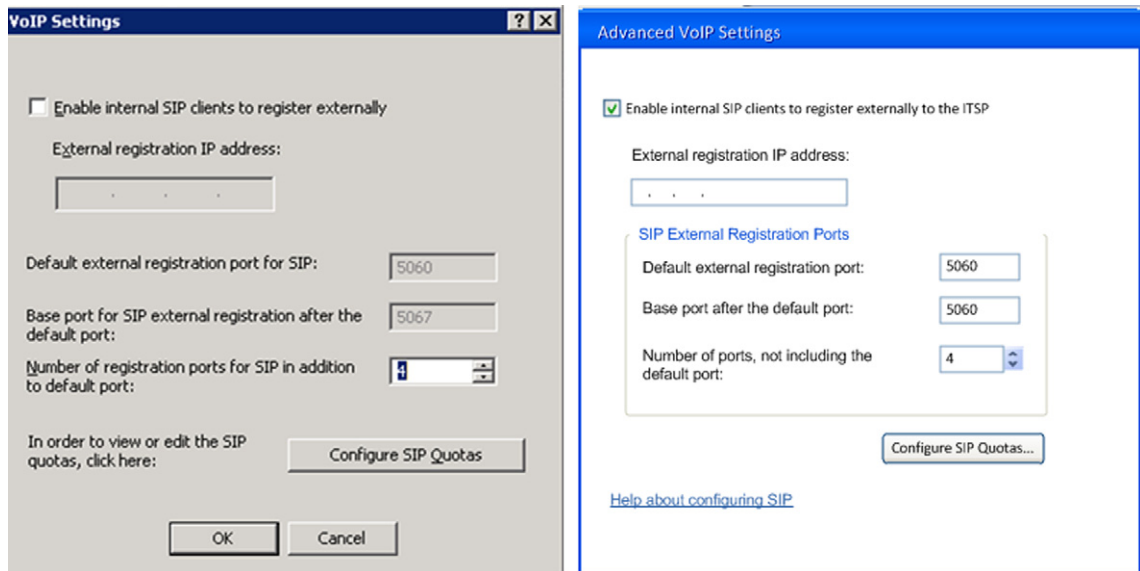 VoIP Settings
Enable internal SIP clients to register externally
External registration IP address:
. . .
Default external registration port for SIP:
5060
Base port for SIP external registration after the
default port:
5067
Number of registration ports for SIP in addition
to default port:
4
In order to view or edit the SIP
quotas, click here:
Configure SIP Quotas
OK
Cancel
Advanced VoIP Settings
Enable internal SIP clients to register externally to the ITSP
External registration IP address:
. . .
SIP External Registration Ports
Default external registration port:
5060
Base port after the default port:
5060
Number of ports, not including the
default port:
4
Configure SIP Quotas...
Help about configuring SIP